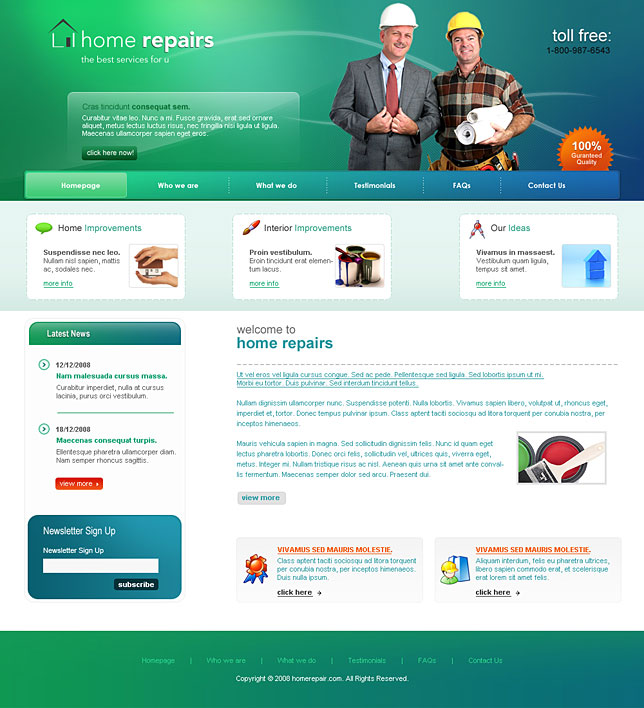 home repairs
the best services for u
toll free:
1-800-987-6543
Cras tincidunt consequat sem.
Curabitur vitae leo. Nunc a mi. Fusce gravida, erat sed ornare
aliquet, metus lectus luctus risus, nec fringilla nisi ligula ut ligula.
Maecenas ullamcorper sapien eget eros.
click here now!
100%
Guranteed
Quality
Homepage
Who we are
What we do
Testimonials
FAQs
Contact Us
Home Improvements
Suspendisse nec leo.
Nullam nisl sapien, mattis
ac, sodales nec.
more info
Interior Improvements
Proin vestibulum.
Eroin tincidunt erat elemen-
tum lacus.
more info
Our Ideas
Vivamus in massaest.
Vestibulum quam ligula,
tempus sit amet.
more info
Latest News
12/12/2008
Nam malesuada cursus massa.
Curabitur imperdiet, nulla at cursus
lacinia, purus orci vestibulum.
18/12/2008
Maecenas consequat turpis.
Ellentesque pharetra ullamcorper diam.
Nam semper rhoncus sagittis.
view more
Newsletter Sign Up
Newsletter Sign Up
subscribe
welcome to
home repairs
Ut vel eros vel ligula cursus congue. Sed ac pede. Pellentesque sed ligula. Sed lobortis ipsum ut mi.
Morbi eu tortor. Duis pulvinar. Sed interdum tincidunt tellus.
Nullam dignissim ullamcorper nunc. Suspendisse potenti. Nulla lobortis. Vivamus sapien libero, volutpat ut, rhoncus eget,
imperdiet et, tortor. Donec tempus pulvinar ipsum. Class aptent taciti sociosqu ad litora torquent per conubia nostra, per
inceptos himenaeos.
Mauris vehicula sapien in magna. Sed sollicitudin dignissim felis. Nunc id quam eget
lectus pharetra lobortis. Donec orci felis, sollicitudin vel, ultrices quis, viverra eget,
metus. Integer mi. Nullam tristique risus ac nisl. Aenean quis urna sit amet ante conval-
lis fermentum. Maecenas semper dolor sed arcu. Praesent dui.
view more
VIVAMUS SED MAURIS MOLESTIE.
Class aptent taciti sociosqu ad litora torquent
per conubia nostra, per inceptos himenaeos.
Duis nulla ipsum.
click here
VIVAMUS SED MAURIS MOLESTIE.
Aliquam interdum, felis eu pharetra ultrices,
libero sapien commodo erat, et scelerisque
erat lorem sit amet felis.
click here
Homepage | Who we are | What we do | Testimonials | FAQs | Contact Us
Copyright © 2008 homerepair.com. All Rights Reserved.